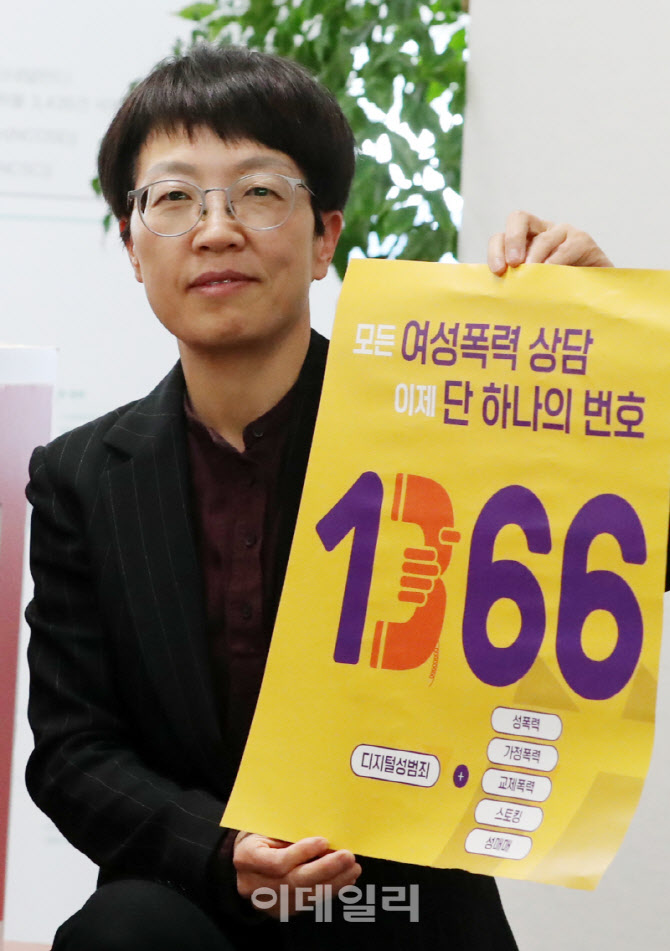 모든 여성폭력 상담
이제 단 하나의 번호
1366
디지털성범죄 +
성폭력
가정폭력
교제폭력
스토킹
성매매
이데일리